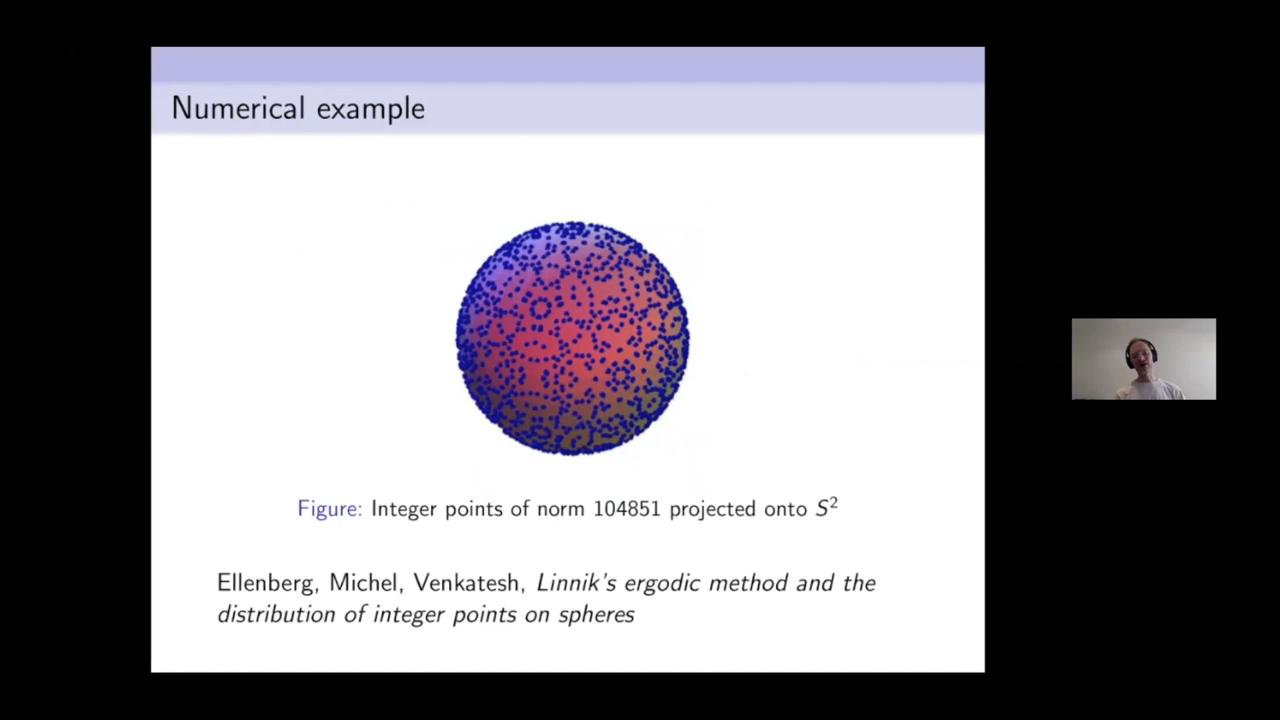 Numerical example
Figure: Integer points of norm 104851 projected onto S²
Ellenberg, Michel, Venkatesh, Linnik's ergodic method and the
distribution of integer points on spheres